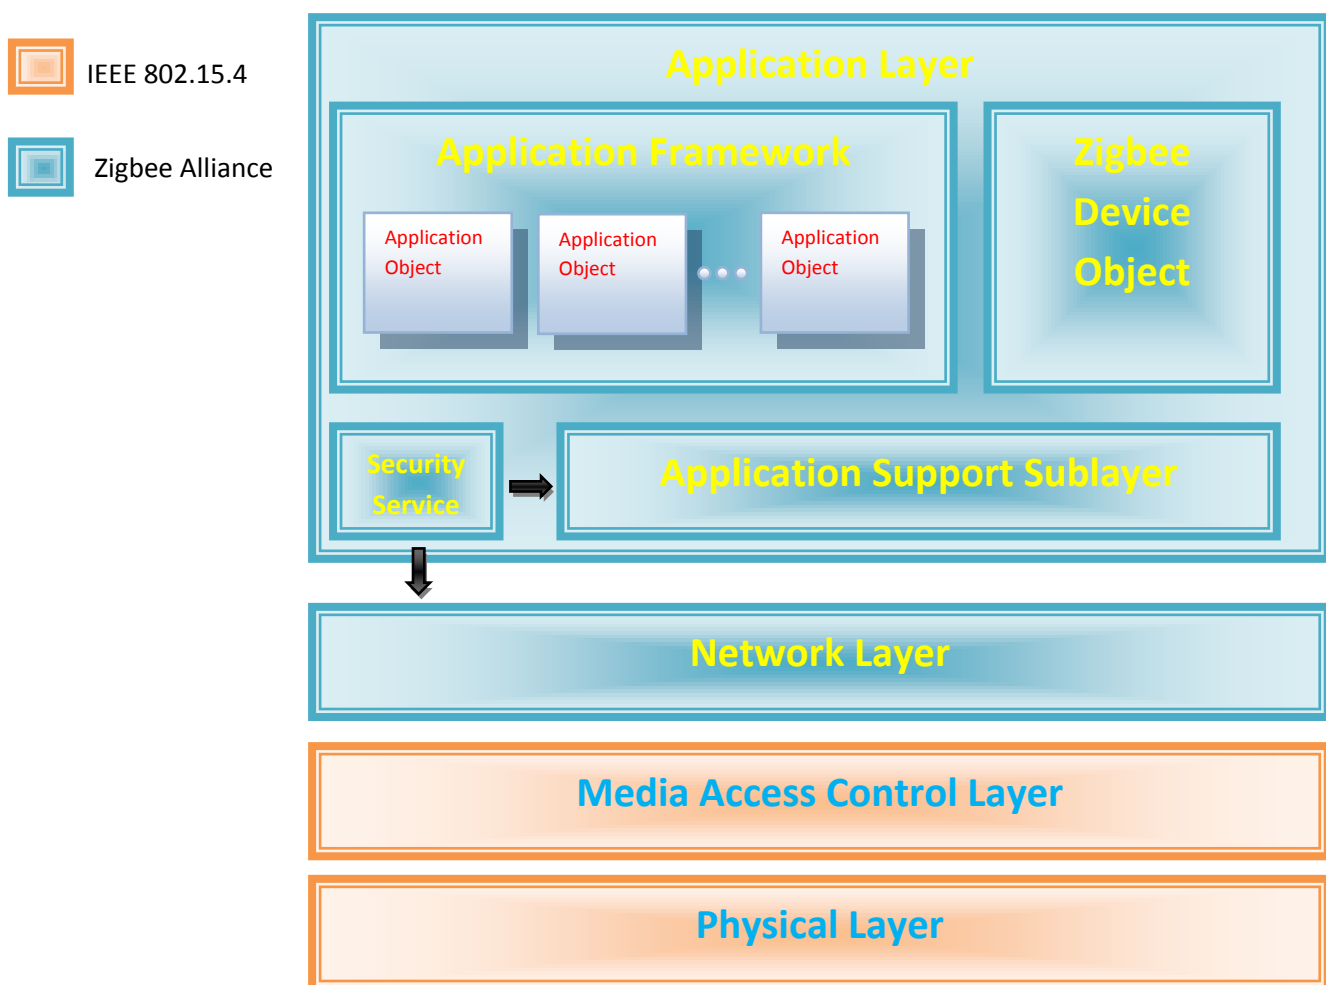 IEEE 802.15.4
Zigbee Alliance
Application Layer
Application Framework
Application
Object
Application
Object
Application
Object
Zigbee
Device
Object
Security
Service
Application Support Sublayer
Network Layer
Media Access Control Layer
Physical Layer